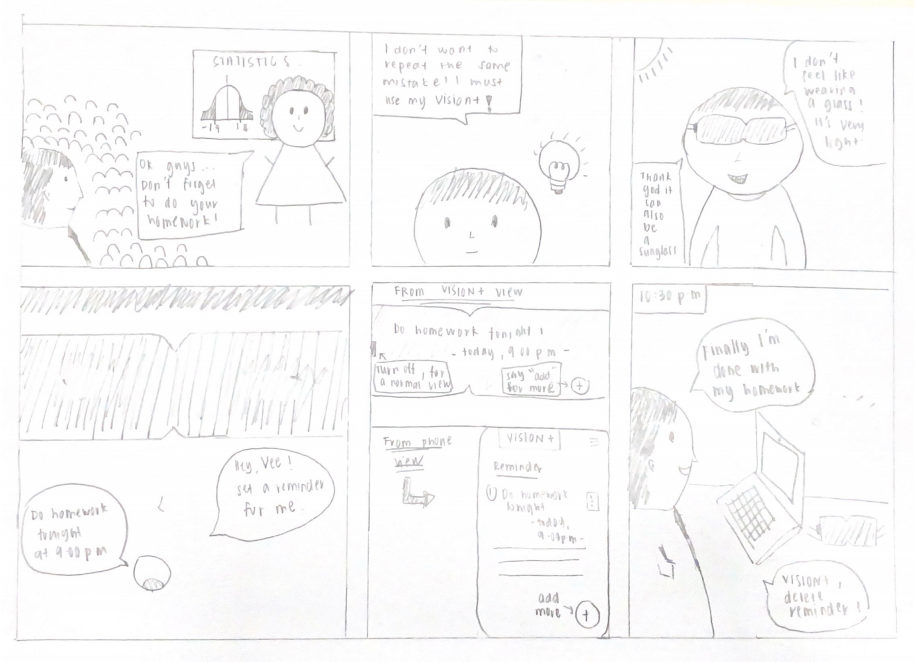 STATISTICS
-1σ 1σ
Ok guys...
Don't forget
to do your
homework!
I don't want to
repeat the same
mistake!! I must
use my Vision+!
I don't
feel like
wearing
a glass!
It's very
light
Thank
god it
can
also
be
a
sunglass
Hey, Vee!
set a reminder
for me.
Do homework
tonight
at 9:00 pm
FROM VISION+ VIEW
Do homework tonight!
- today, 9:00 pm -
Turn off, for
a normal view
say "add"
for more
+
From phone
view
VISION+
Reminder
1 Do homework
tonight
- today,
9:00 pm -
add
more
+
10:30 pm
Finally I'm
done with
my homework
VISION+,
delete
reminder!